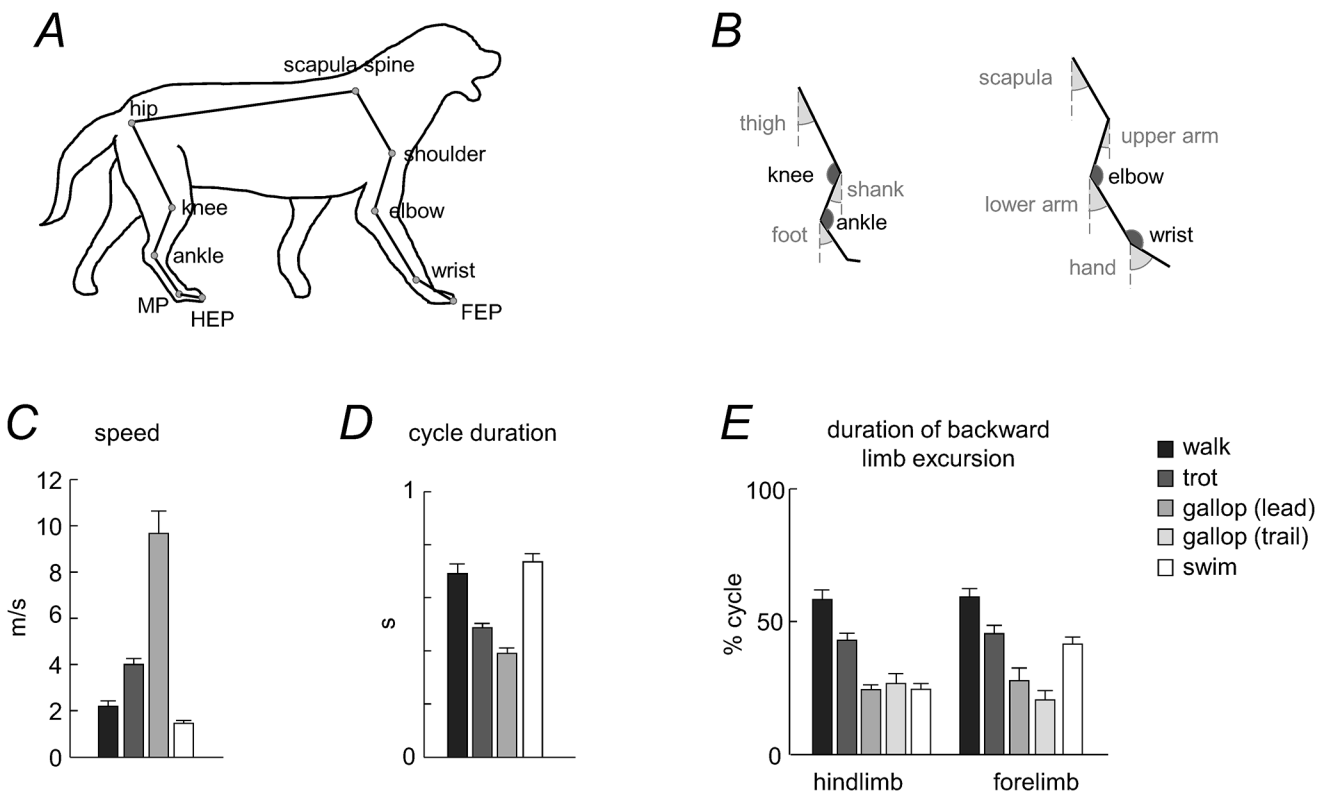 A
scapula spine
hip
shoulder
knee
elbow
ankle
wrist
MP
HEP
FEP
B
scapula
thigh
upper arm
knee
elbow
shank
lower arm
ankle
foot
wrist
hand
C
speed
12
10
8
6
4
2
0
m/s
D
cycle duration
1
0
s
E
duration of backward
limb excursion
100
50
0
% cycle
hindlimb
forelimb
walk
trot
gallop (lead)
gallop (trail)
swim